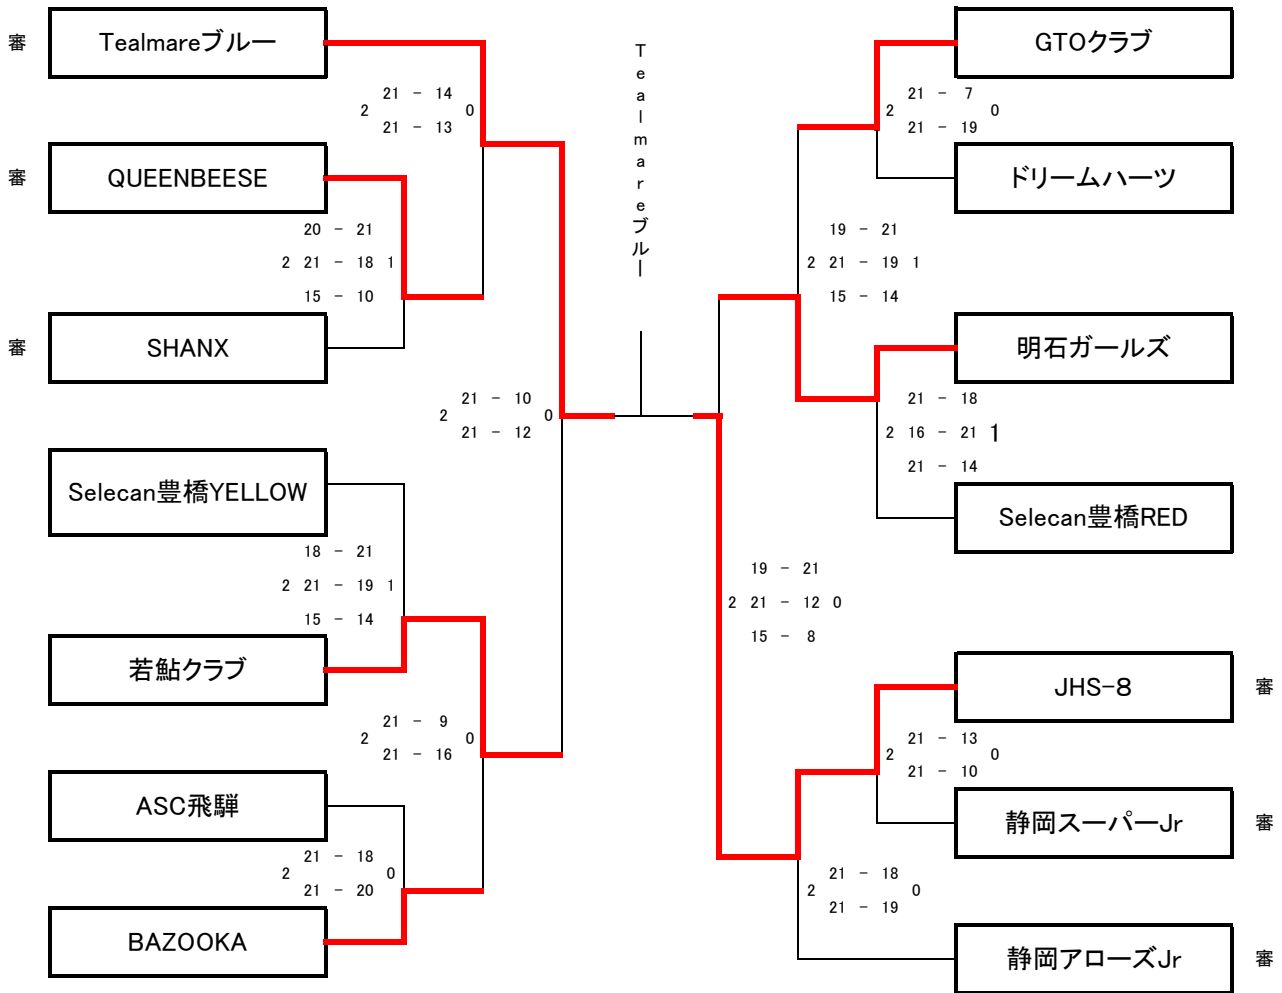 審 Tealmareブルー
21 - 14
2 0
21 - 13
審 QUEENBEESE
20 - 21
2 21 - 18 1
15 - 10
審 SHANX
21 - 10
2 0
21 - 12
Selecan豊橋YELLOW
18 - 21
2 21 - 19 1
15 - 14
若鮎クラブ
21 - 9
2 0
21 - 16
ASC飛騨
21 - 18
2 0
21 - 20
BAZOOKA
Tealmareブルー
GTOクラブ
21 - 7
2 0
21 - 19
ドリームハーツ
19 - 21
2 21 - 19 1
15 - 14
明石ガールズ
21 - 18
2 16 - 21 1
21 - 14
Selecan豊橋RED
19 - 21
2 21 - 12 0
15 - 8
JHS-8 審
21 - 13
2 0
21 - 10
静岡スーパーJr 審
21 - 18
2 0
21 - 19
静岡アローズJr 審